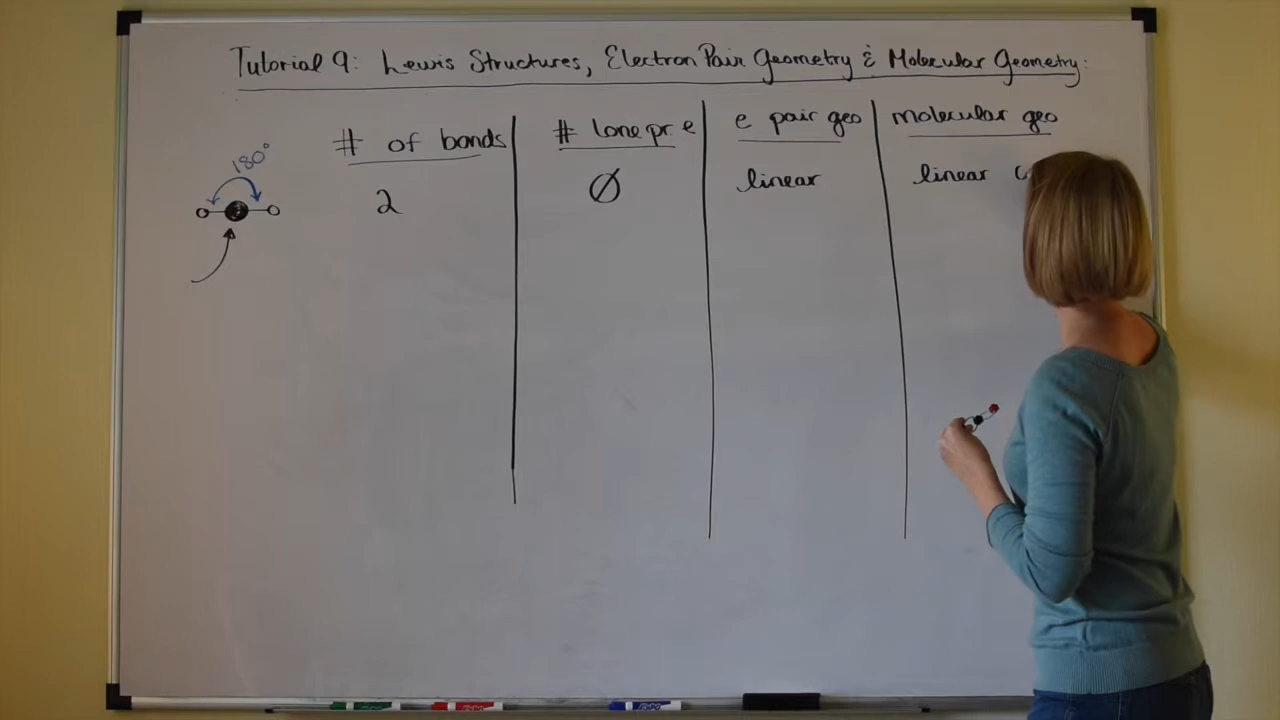 Tutorial 9: Lewis Structures, Electron Pair Geometry & Molecular Geometry:
# of bonds
# lone pr e
e pair geo
molecular geo
180°
2
Ø
linear
linear